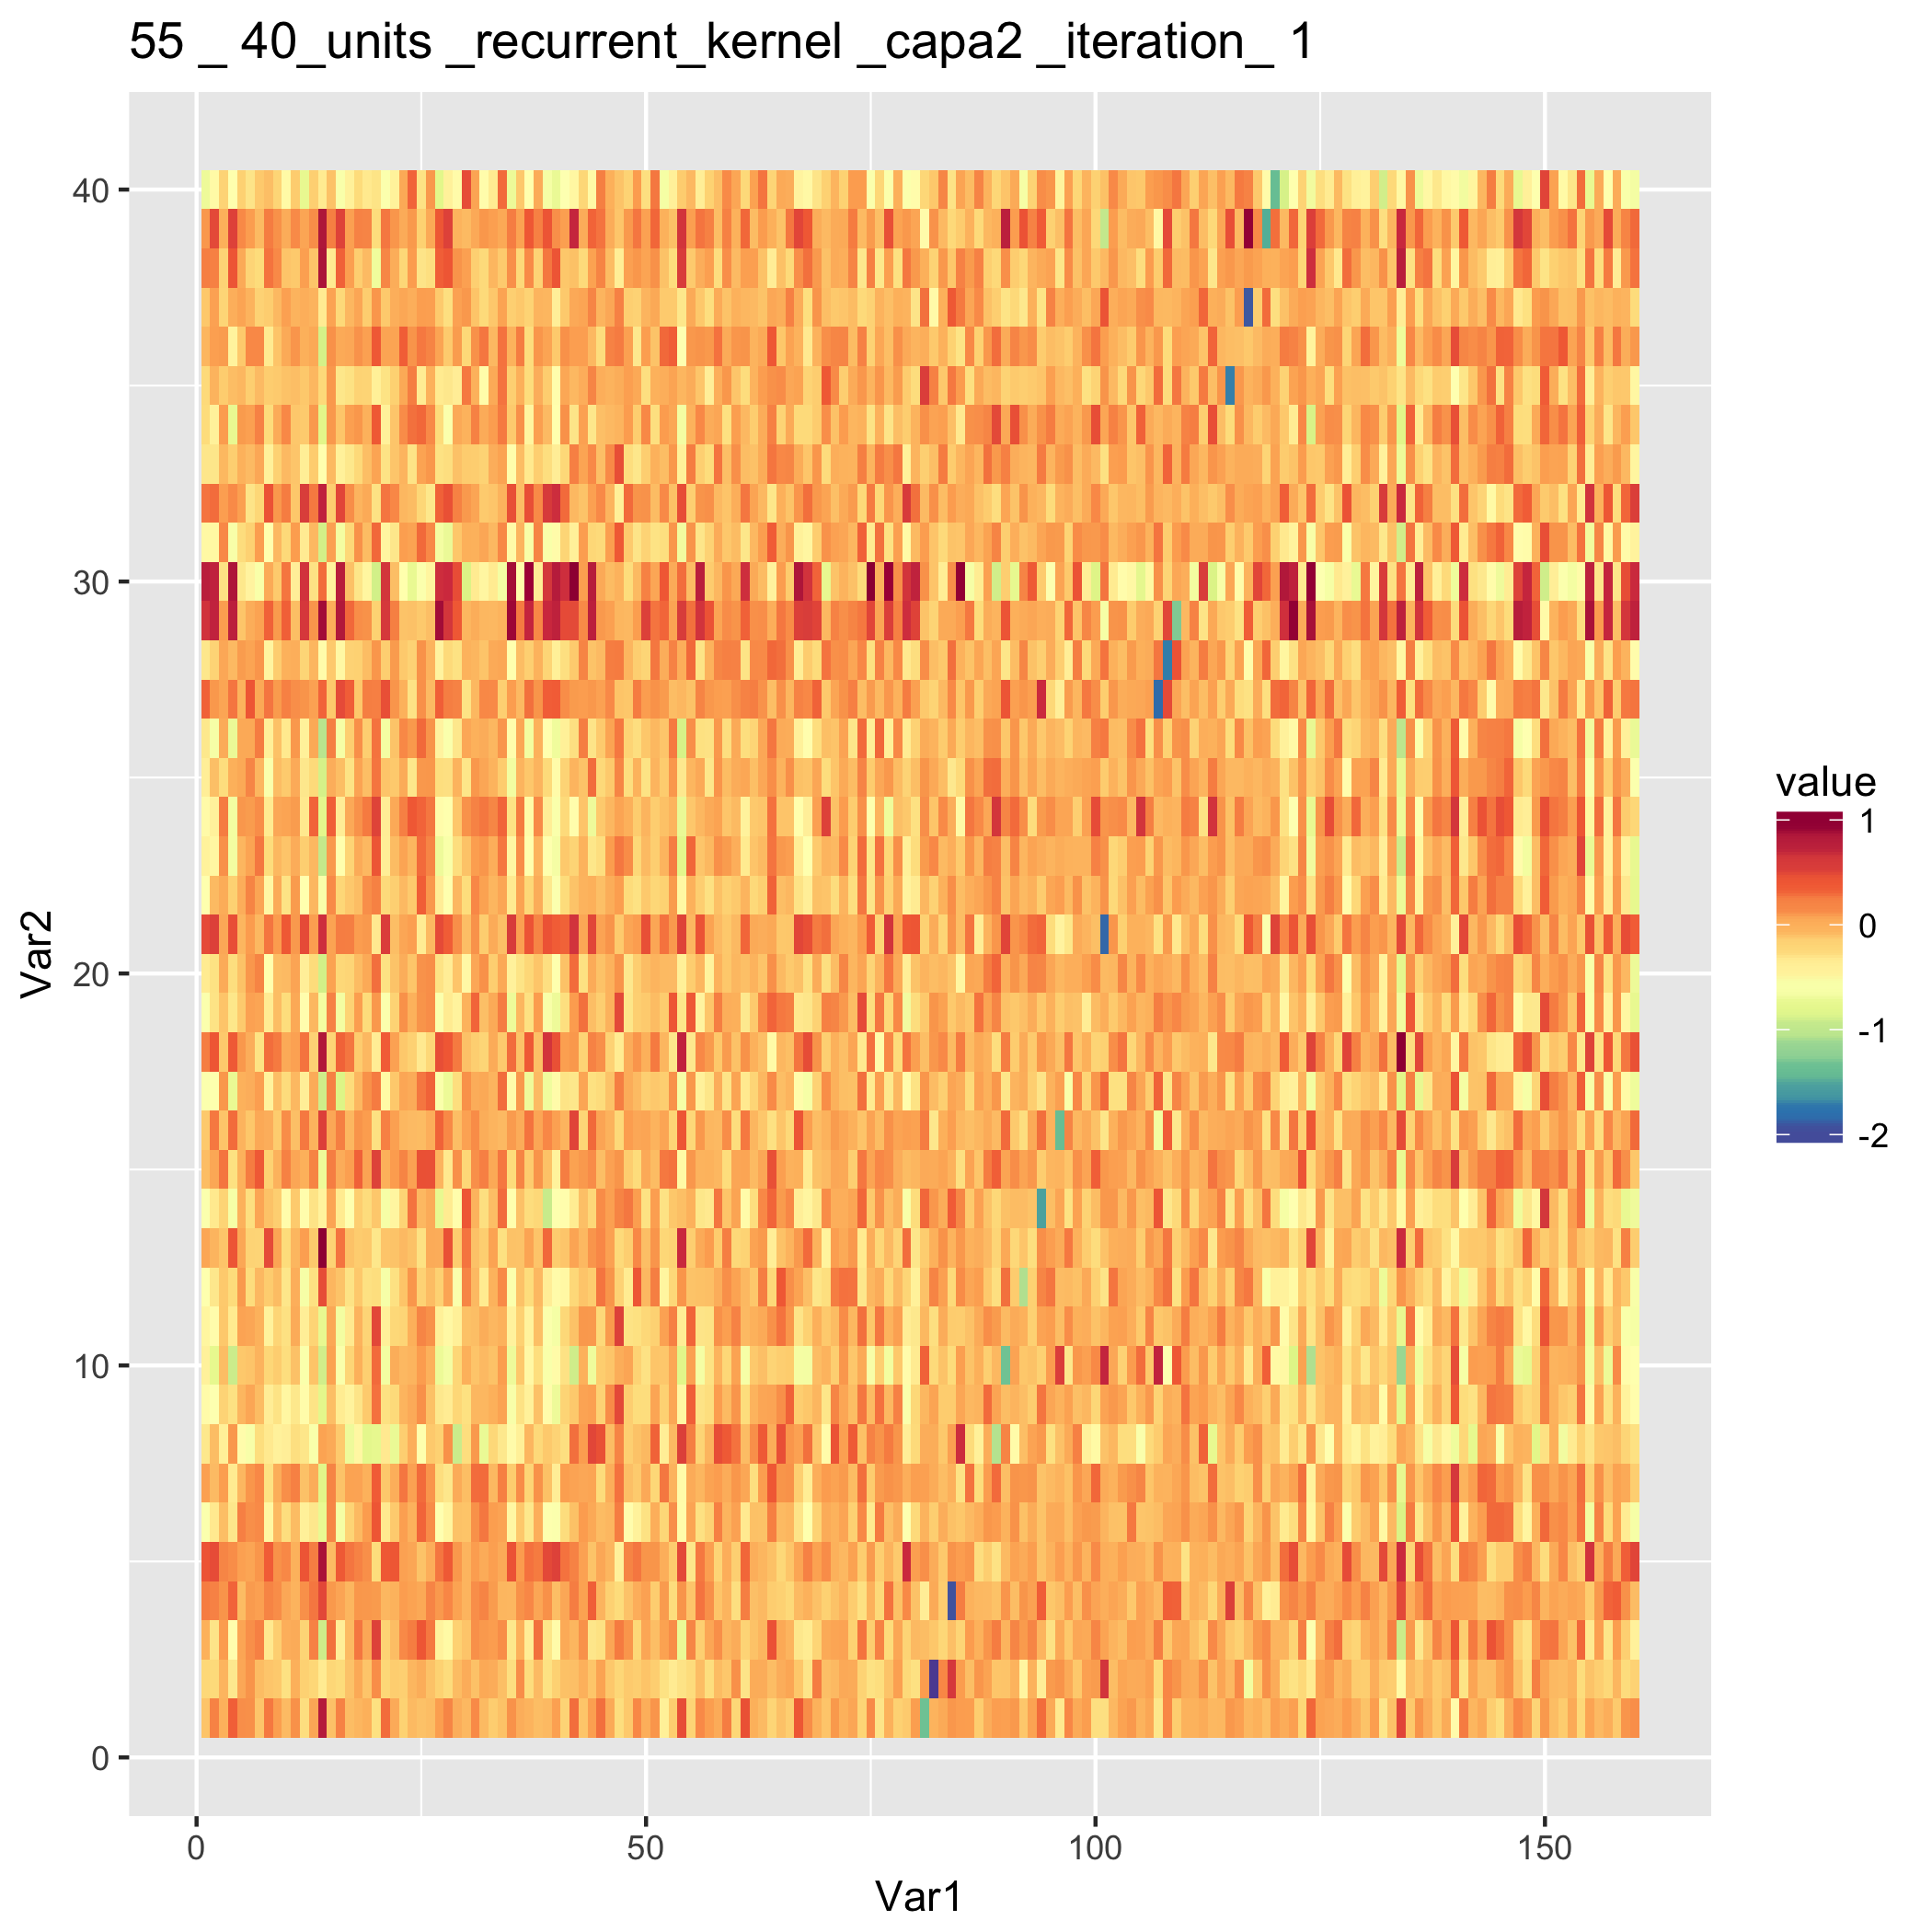 55 _ 40_units _recurrent_kernel _capa2 _iteration_ 1
40
30
20
10
0
Var2
0 50 100 150
Var1
value
1
0
-1
-2